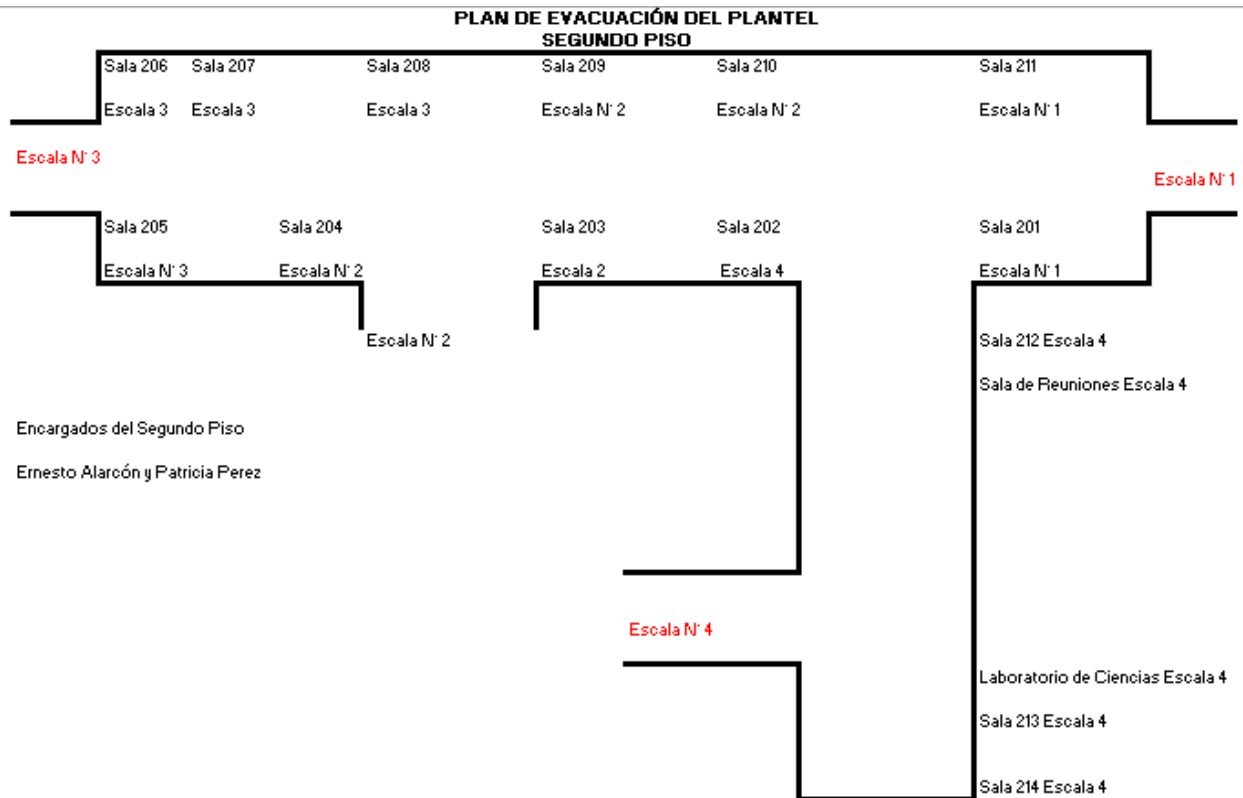 PLAN DE EVACUACIÓN DEL PLANTEL
SEGUNDO PISO
Sala 206 Sala 207 Sala 208 Sala 209 Sala 210 Sala 211
Escala 3 Escala 3 Escala 3 Escala N° 2 Escala N° 2 Escala N° 1
Escala N° 3
Escala N° 1
Sala 205 Sala 204 Sala 203 Sala 202 Sala 201
Escala N° 3 Escala N° 2 Escala 2 Escala 4 Escala N° 1
Escala N° 2 Sala 212 Escala 4
Sala de Reuniones Escala 4
Encargados del Segundo Piso
Ernesto Alarcón y Patricia Perez
Escala N° 4
Laboratorio de Ciencias Escala 4
Sala 213 Escala 4
Sala 214 Escala 4